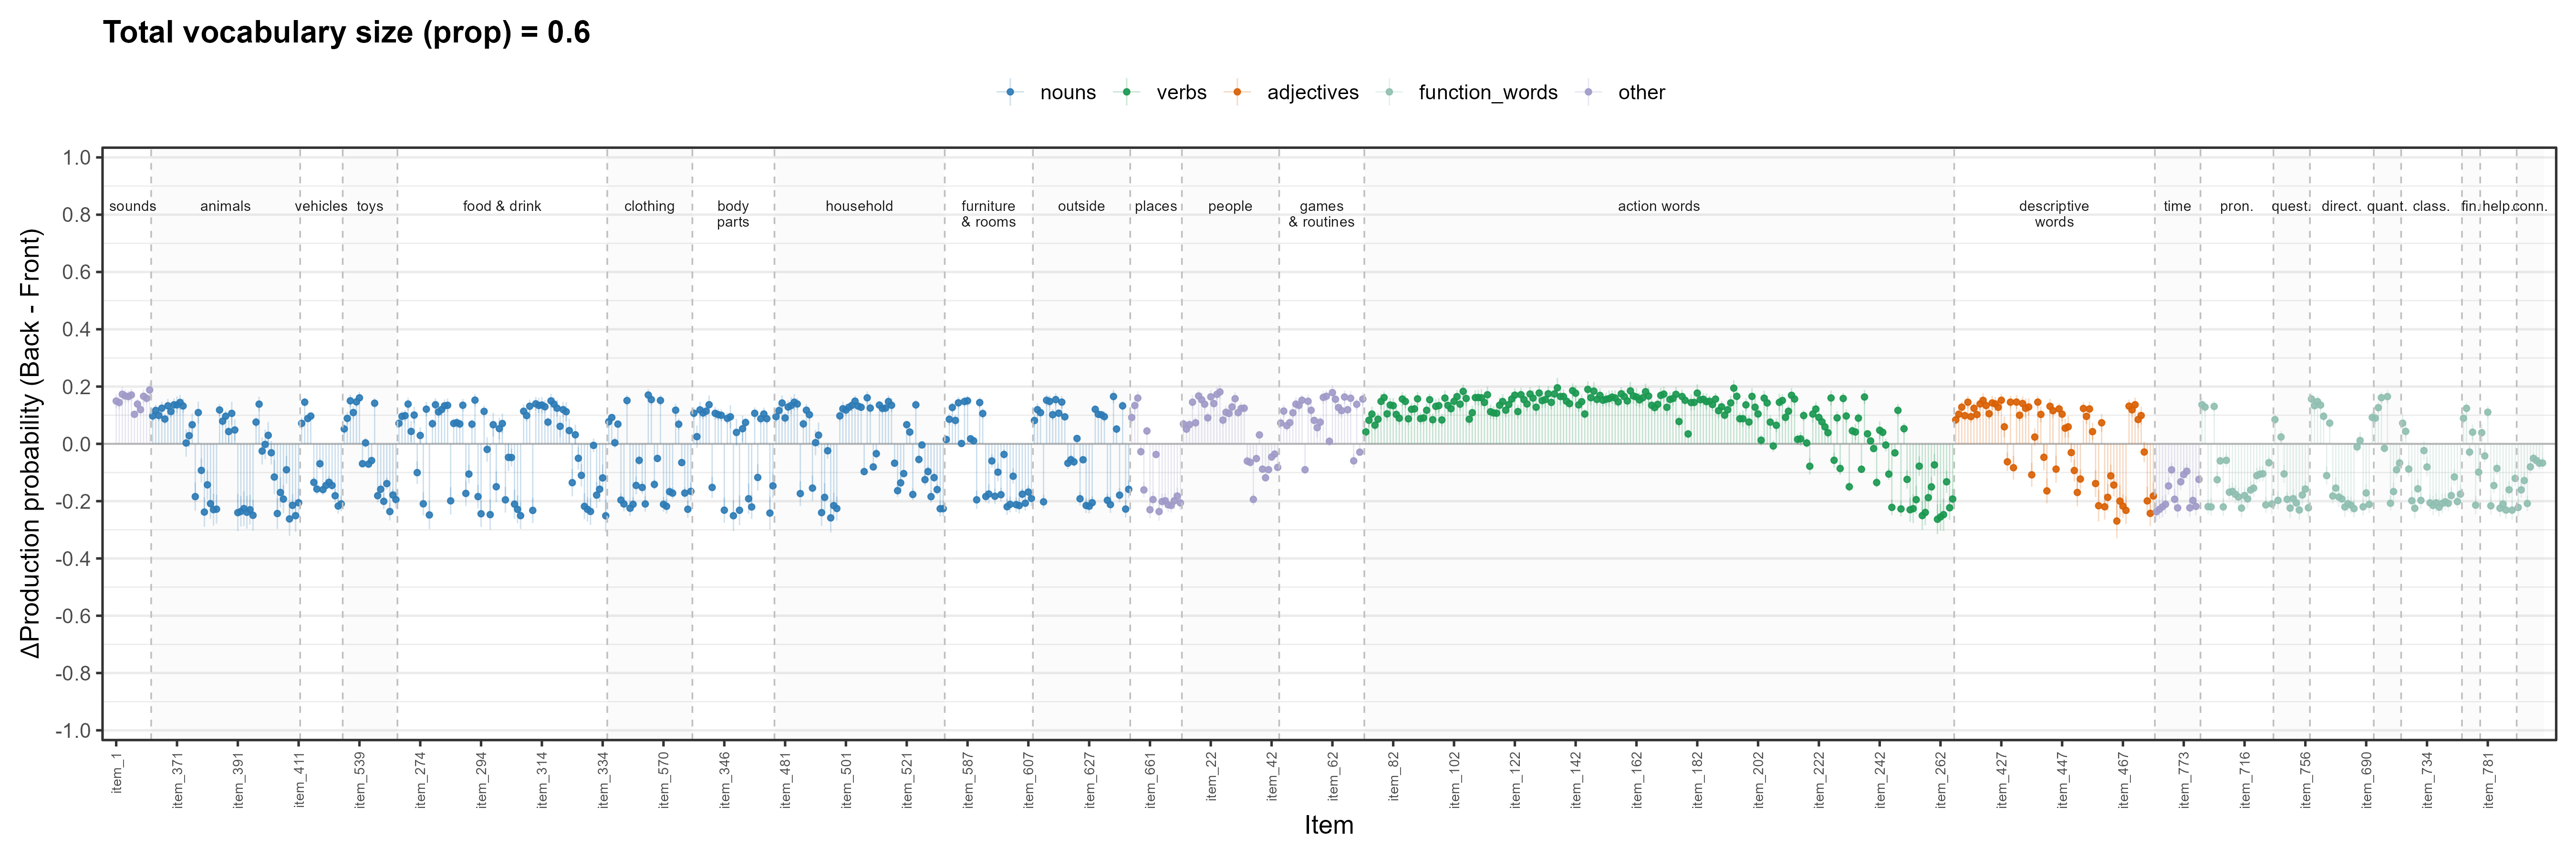 Total vocabulary size (prop) = 0.6
nouns verbs adjectives function_words other
ΔProduction probability (Back - Front)
1.0
0.8
0.6
0.4
0.2
0.0
-0.2
-0.4
-0.6
-0.8
-1.0
sounds animals vehicles toys food & drink clothing body parts household furniture & rooms outside places people games & routines action words descriptive words time pron. quest. direct. quant. class. fin. help. conn.
item_1 item_371 item_391 item_411 item_539 item_274 item_294 item_314 item_334 item_570 item_346 item_481 item_501 item_521 item_587 item_607 item_627 item_661 item_22 item_42 item_62 item_82 item_102 item_122 item_142 item_162 item_182 item_202 item_222 item_242 item_262 item_427 item_447 item_467 item_773 item_716 item_756 item_690 item_734 item_781
Item